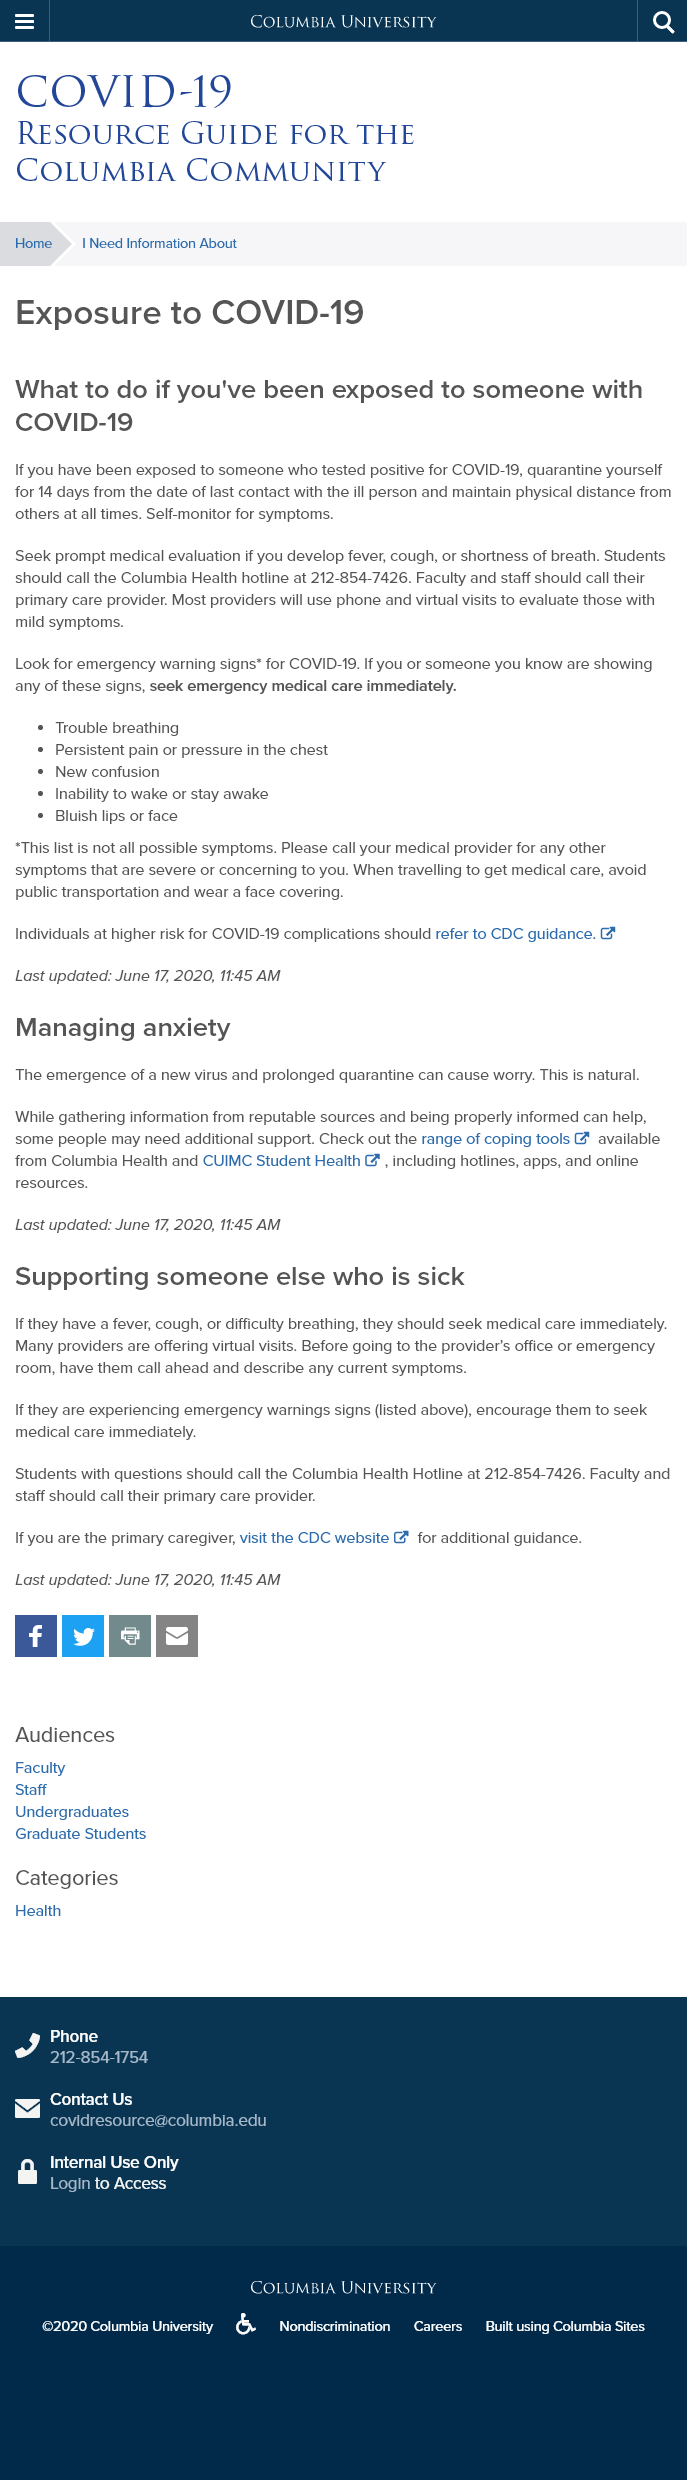 Columbia University
COVID-19
Resource Guide for the
Columbia Community
Home I Need Information About
Exposure to COVID-19
What to do if you've been exposed to someone with
COVID-19
If you have been exposed to someone who tested positive for COVID-19, quarantine yourself
for 14 days from the date of last contact with the ill person and maintain physical distance from
others at all times. Self-monitor for symptoms.
Seek prompt medical evaluation if you develop fever, cough, or shortness of breath. Students
should call the Columbia Health hotline at 212-854-7426. Faculty and staff should call their
primary care provider. Most providers will use phone and virtual visits to evaluate those with
mild symptoms.
Look for emergency warning signs* for COVID-19. If you or someone you know are showing
any of these signs, seek emergency medical care immediately.
• Trouble breathing
• Persistent pain or pressure in the chest
• New confusion
• Inability to wake or stay awake
• Bluish lips or face
*This list is not all possible symptoms. Please call your medical provider for any other
symptoms that are severe or concerning to you. When travelling to get medical care, avoid
public transportation and wear a face covering.
Individuals at higher risk for COVID-19 complications should refer to CDC guidance.
Last updated: June 17, 2020, 11:45 AM
Managing anxiety
The emergence of a new virus and prolonged quarantine can cause worry. This is natural.
While gathering information from reputable sources and being properly informed can help,
some people may need additional support. Check out the range of coping tools available
from Columbia Health and CUIMC Student Health , including hotlines, apps, and online
resources.
Last updated: June 17, 2020, 11:45 AM
Supporting someone else who is sick
If they have a fever, cough, or difficulty breathing, they should seek medical care immediately.
Many providers are offering virtual visits. Before going to the provider's office or emergency
room, have them call ahead and describe any current symptoms.
If they are experiencing emergency warnings signs (listed above), encourage them to seek
medical care immediately.
Students with questions should call the Columbia Health Hotline at 212-854-7426. Faculty and
staff should call their primary care provider.
If you are the primary caregiver, visit the CDC website for additional guidance.
Last updated: June 17, 2020, 11:45 AM
Audiences
Faculty
Staff
Undergraduates
Graduate Students
Categories
Health
Phone
212-854-1754
Contact Us
covidresource@columbia.edu
Internal Use Only
Login to Access
Columbia University
©2020 Columbia University Nondiscrimination Careers Built using Columbia Sites